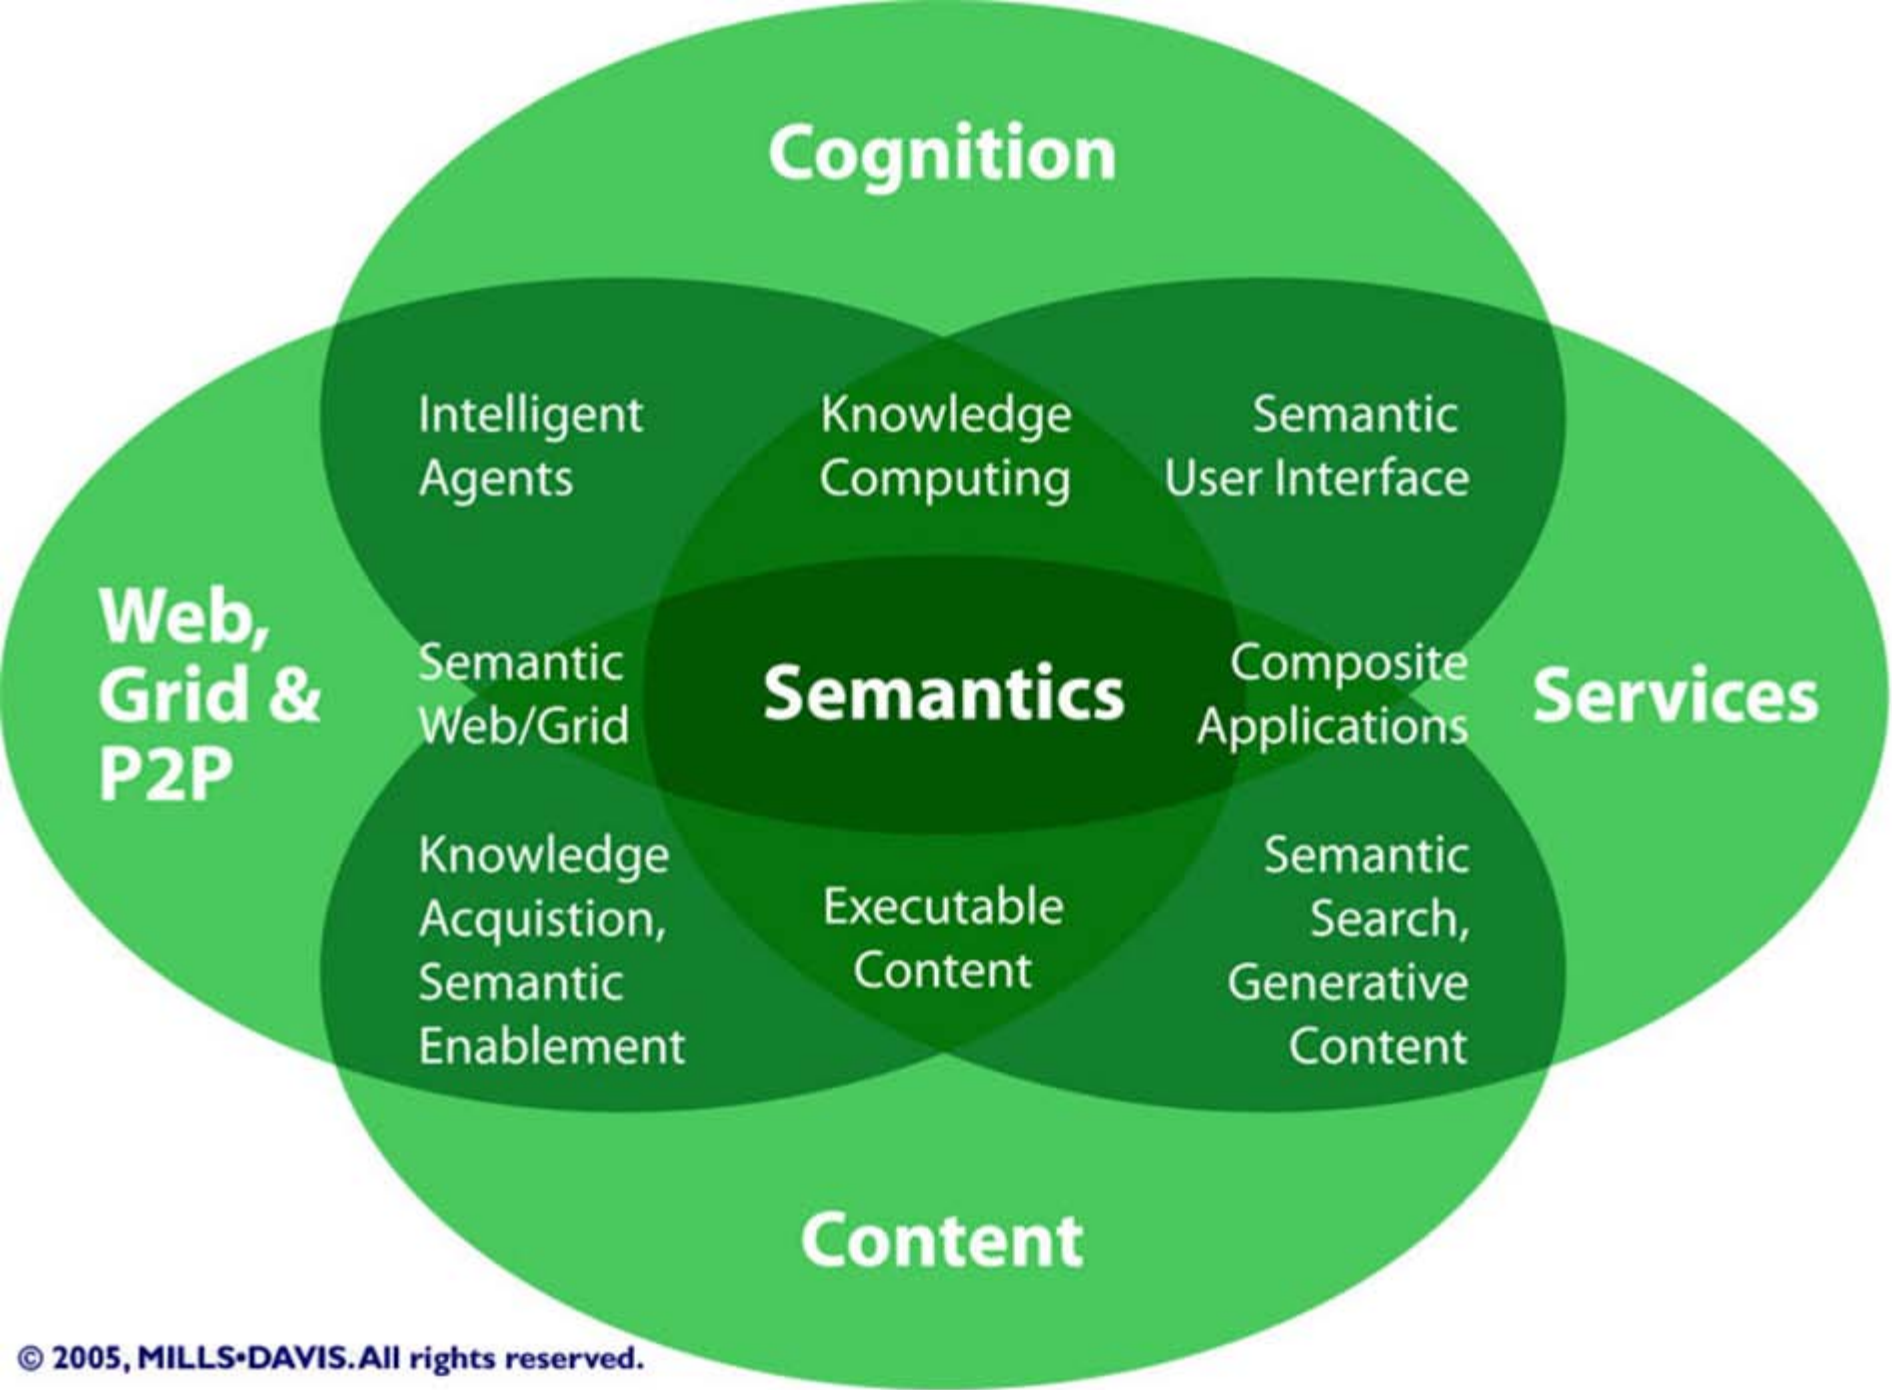 Cognition
Intelligent
Agents
Knowledge
Computing
Semantic
User Interface
Web,
Grid &
P2P
Semantic
Web/Grid
Semantics
Composite
Applications
Services
Knowledge
Acquistion,
Semantic
Enablement
Executable
Content
Semantic
Search,
Generative
Content
Content
© 2005, MILLS•DAVIS. All rights reserved.